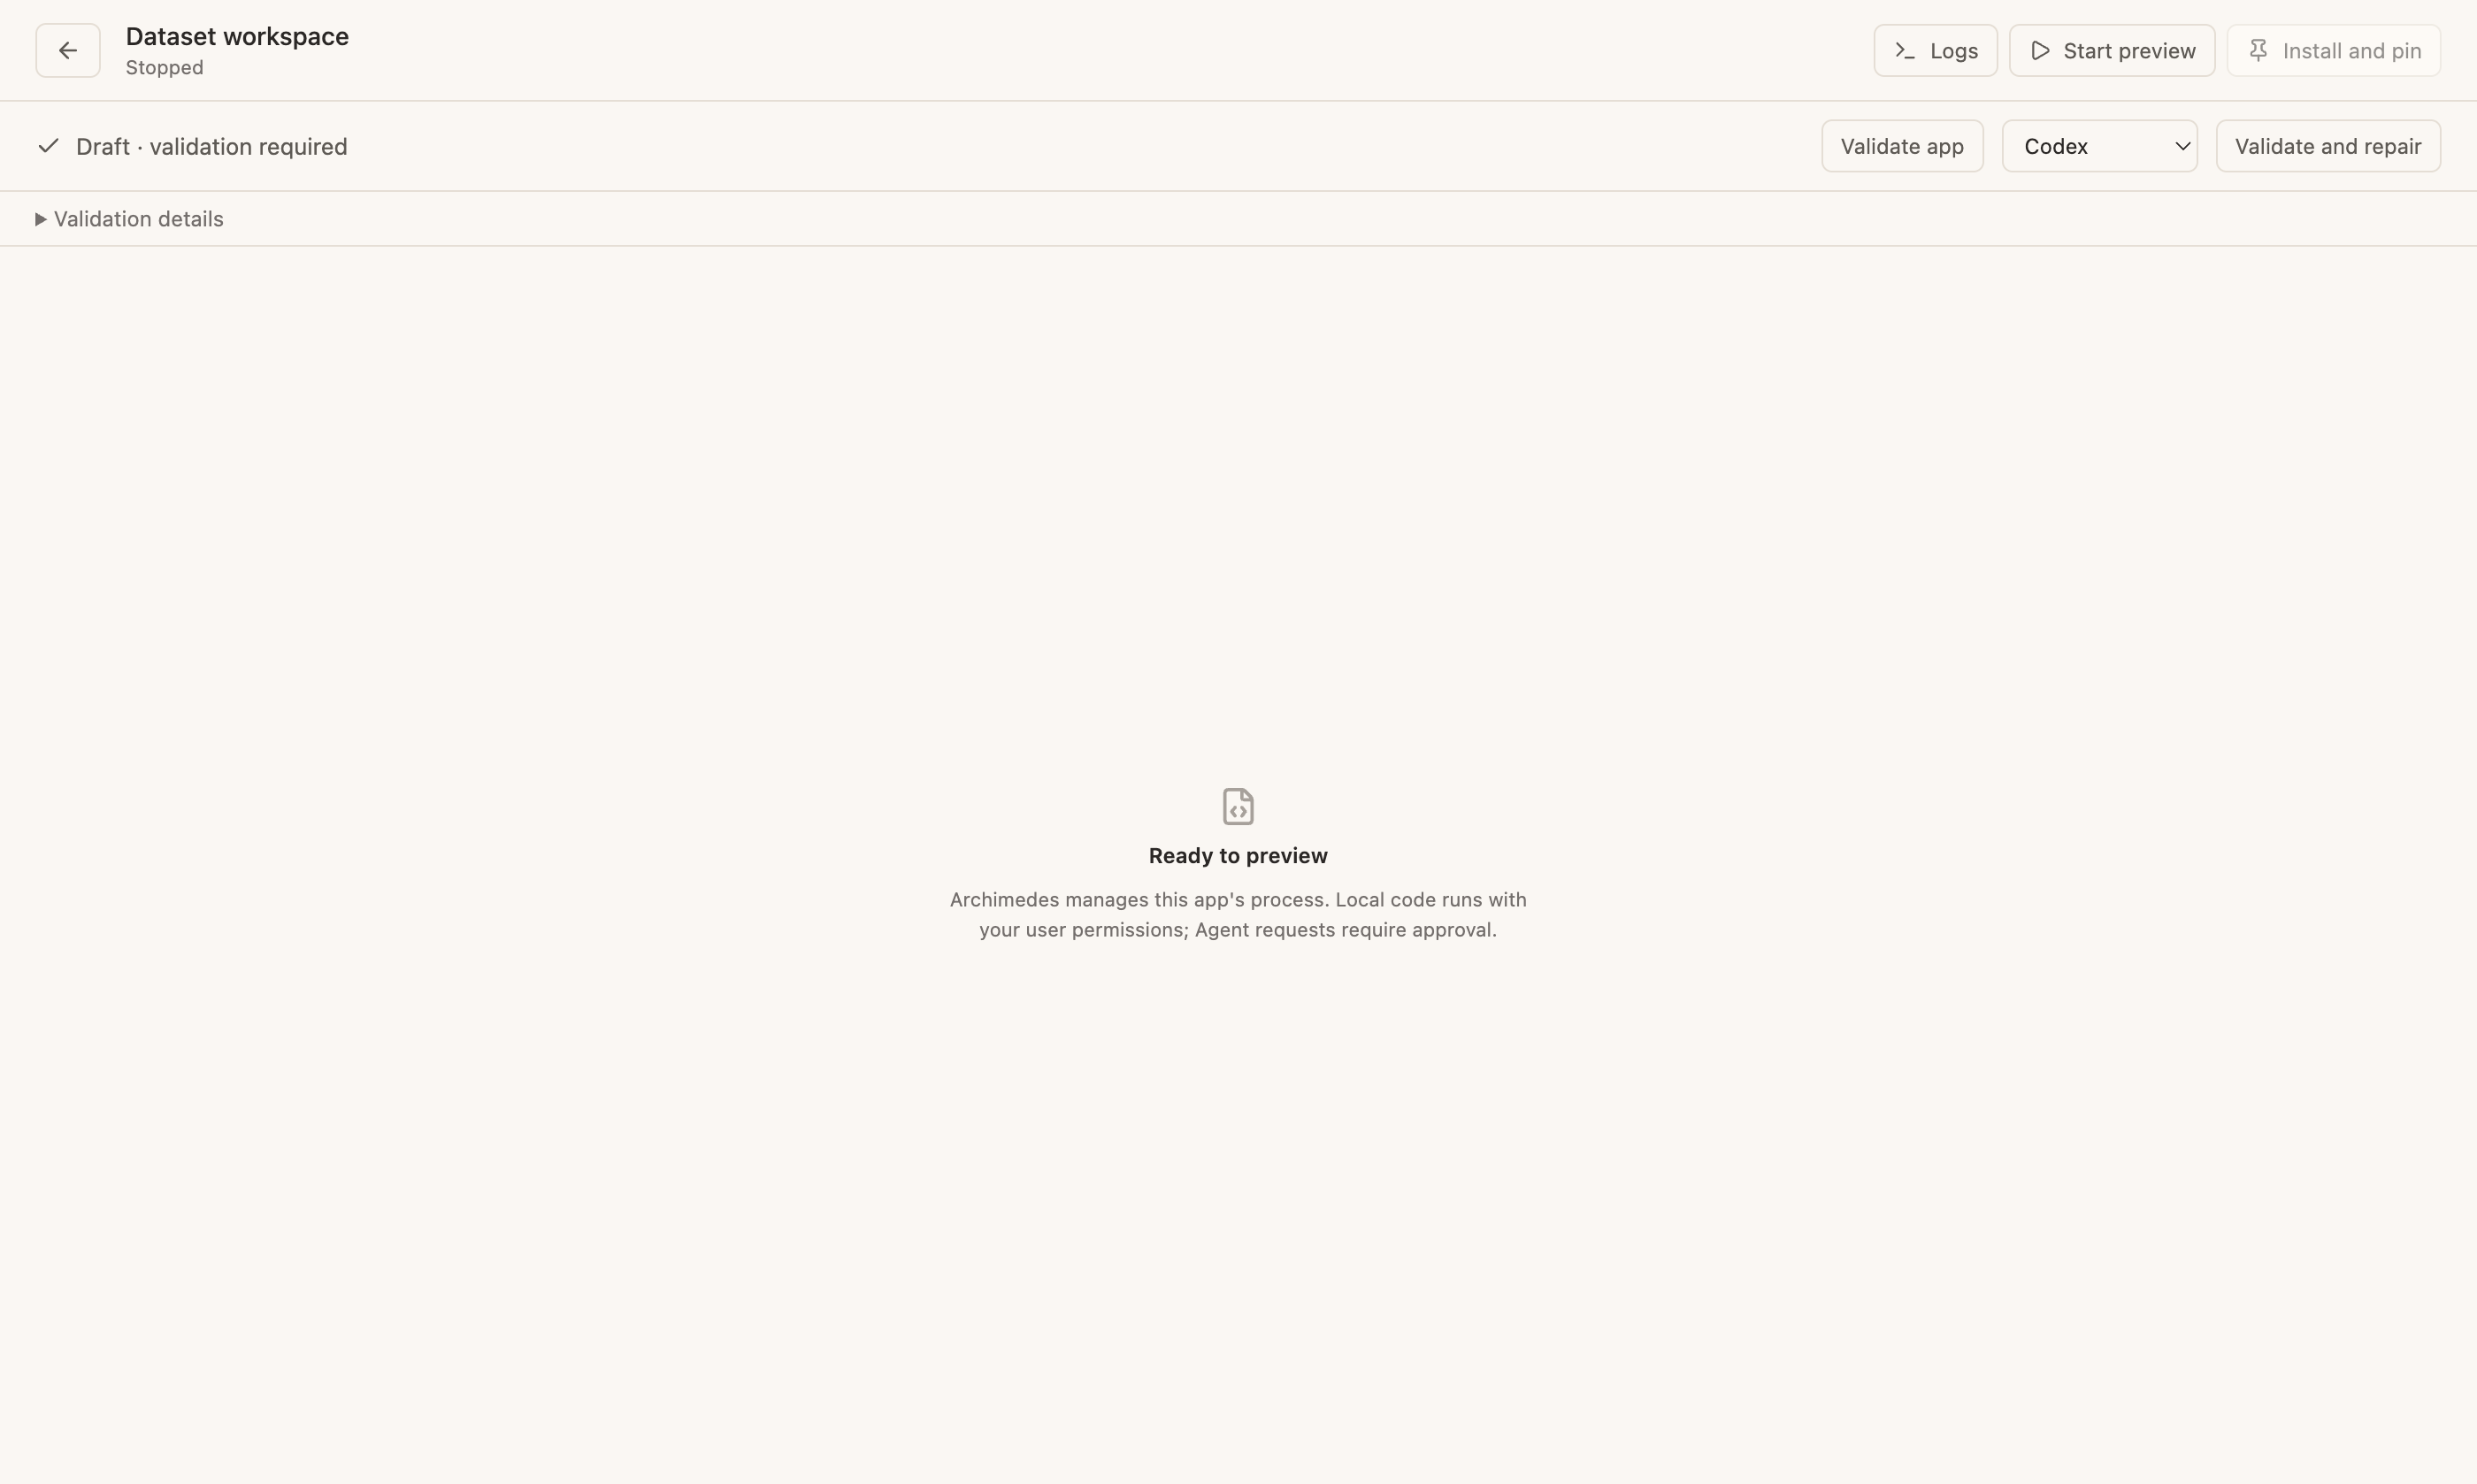 Dataset workspace
Stopped
Logs
Start preview
Install and pin
Draft · validation required
Validate app
Codex
Validate and repair
Validation details
Ready to preview
Archimedes manages this app's process. Local code runs with
your user permissions; Agent requests require approval.